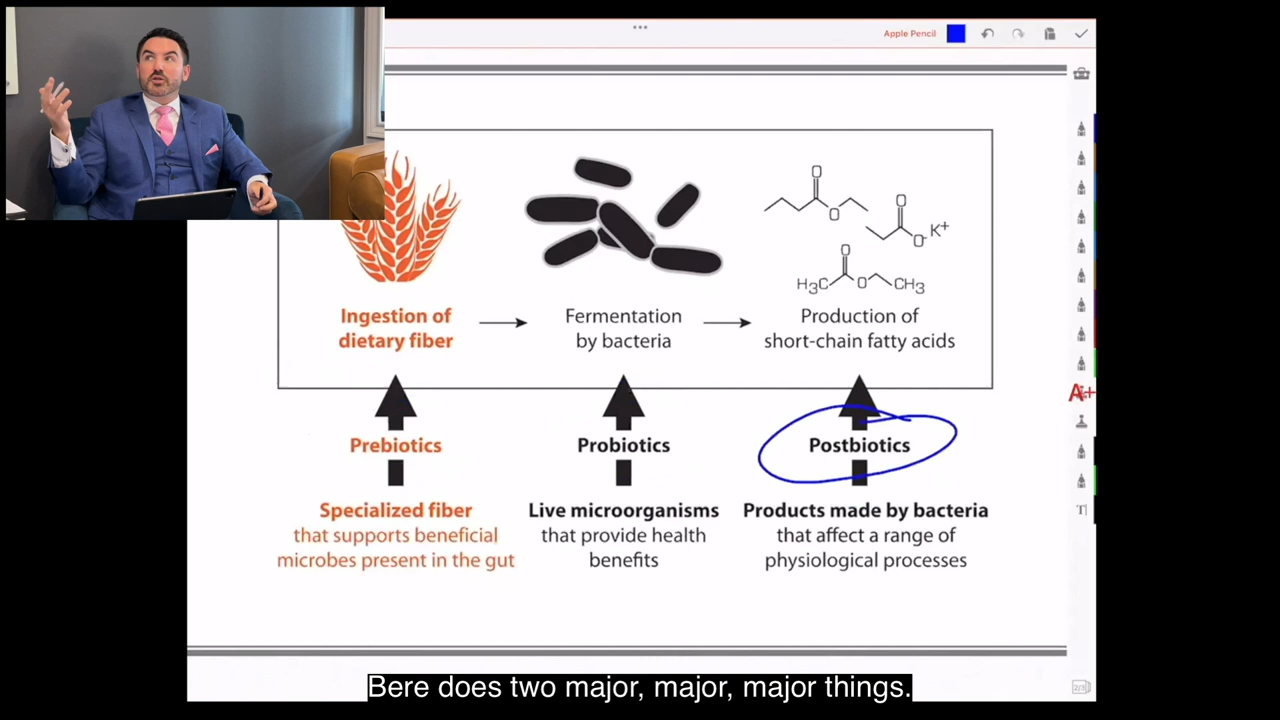 Apple Pencil
O
O
O
O
K+
O-
O
H3C
O
CH3
Ingestion of
dietary fiber
Fermentation
by bacteria
Production of
short-chain fatty acids
A+
Prebiotics
Probiotics
Postbiotics
Specialized fiber
that supports beneficial
microbes present in the gut
Live microorganisms
that provide health
benefits
Products made by bacteria
that affect a range of
physiological processes
T
Bere does two major, major, major things.